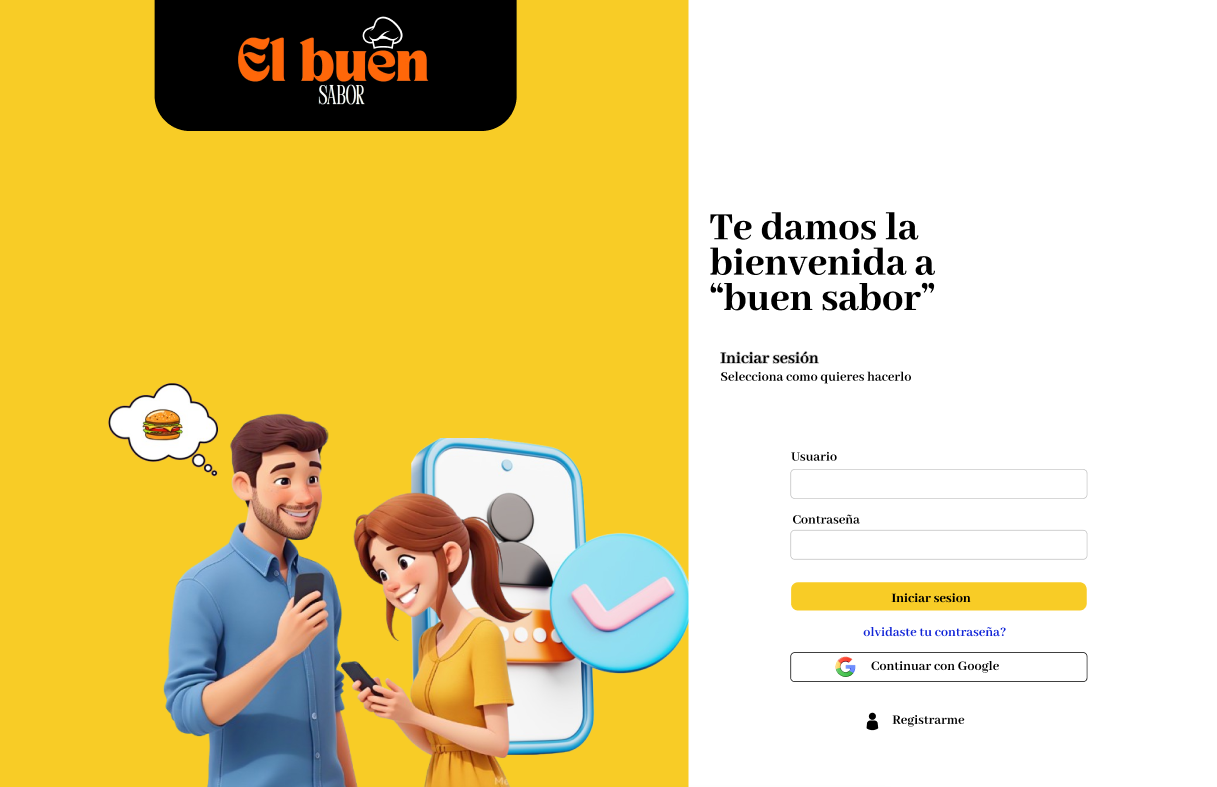 El buen
SABOR
Te damos la
bienvenida a
“buen sabor”
Iniciar sesión
Selecciona como quieres hacerlo
Usuario
Contraseña
Iniciar sesion
olvidaste tu contraseña?
Continuar con Google
Registrarme